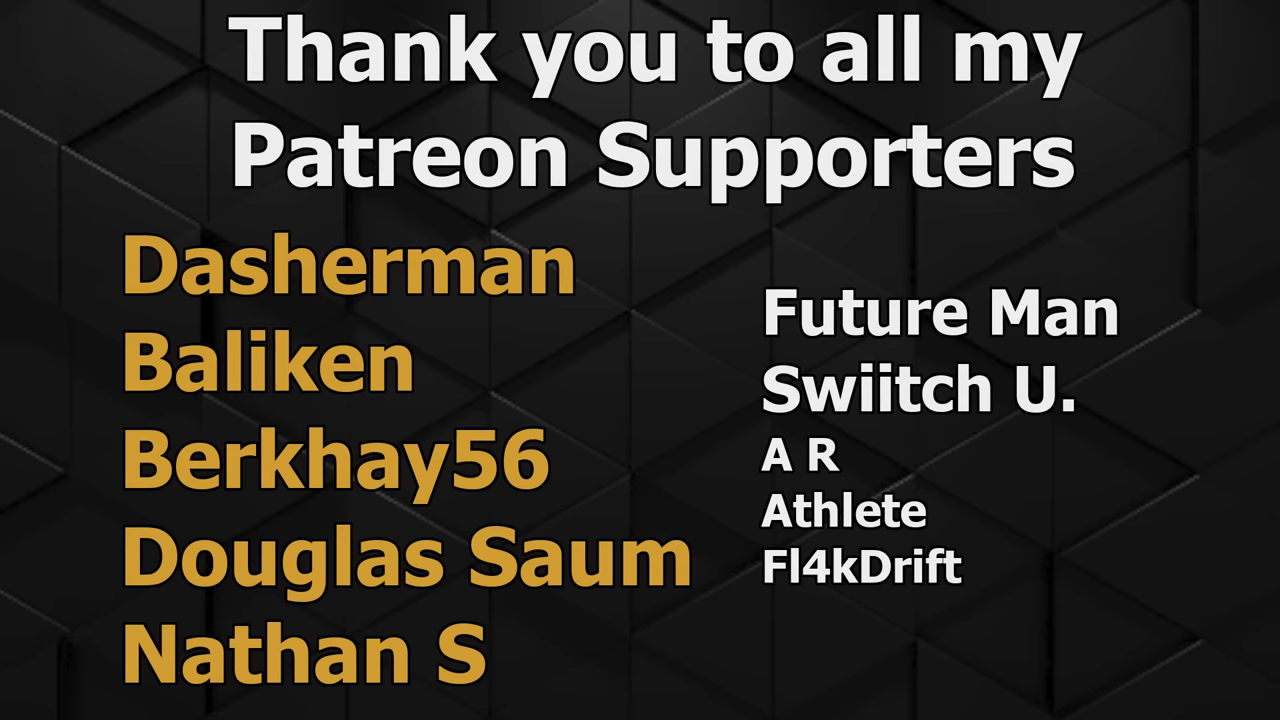 Thank you to all my
Patreon Supporters
Dasherman
Baliken
Berkhay56
Douglas Saum
Nathan S
Future Man
Swiitch U.
A R
Athlete
Fl4kDrift